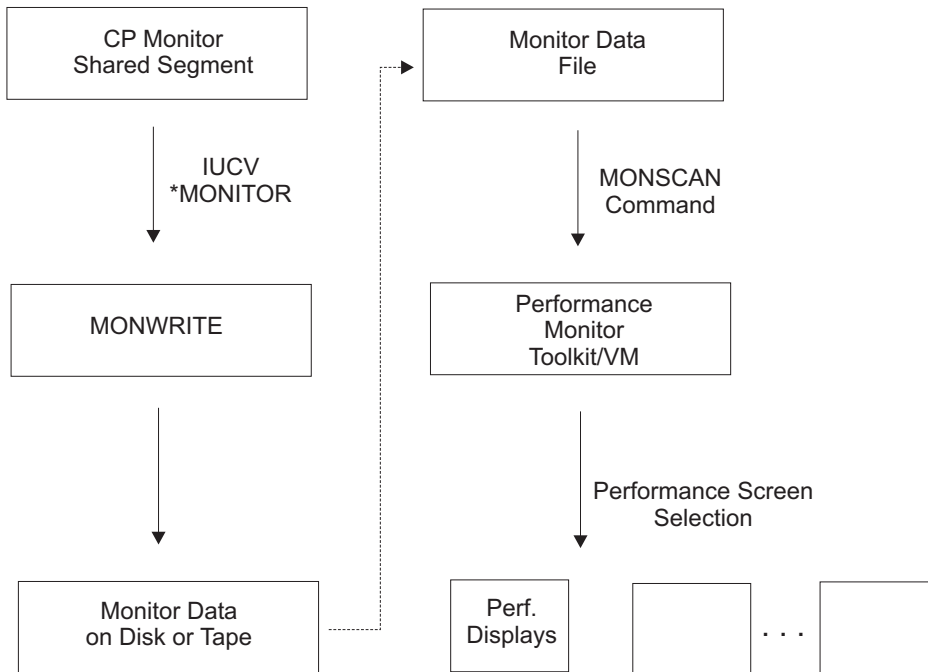 CP Monitor
Shared Segment
IUCV
*MONITOR
MONWRITE
Monitor Data
on Disk or Tape
Monitor Data
File
MONSCAN
Command
Performance
Monitor
Toolkit/VM
Performance Screen
Selection
Perf.
Displays
. . .